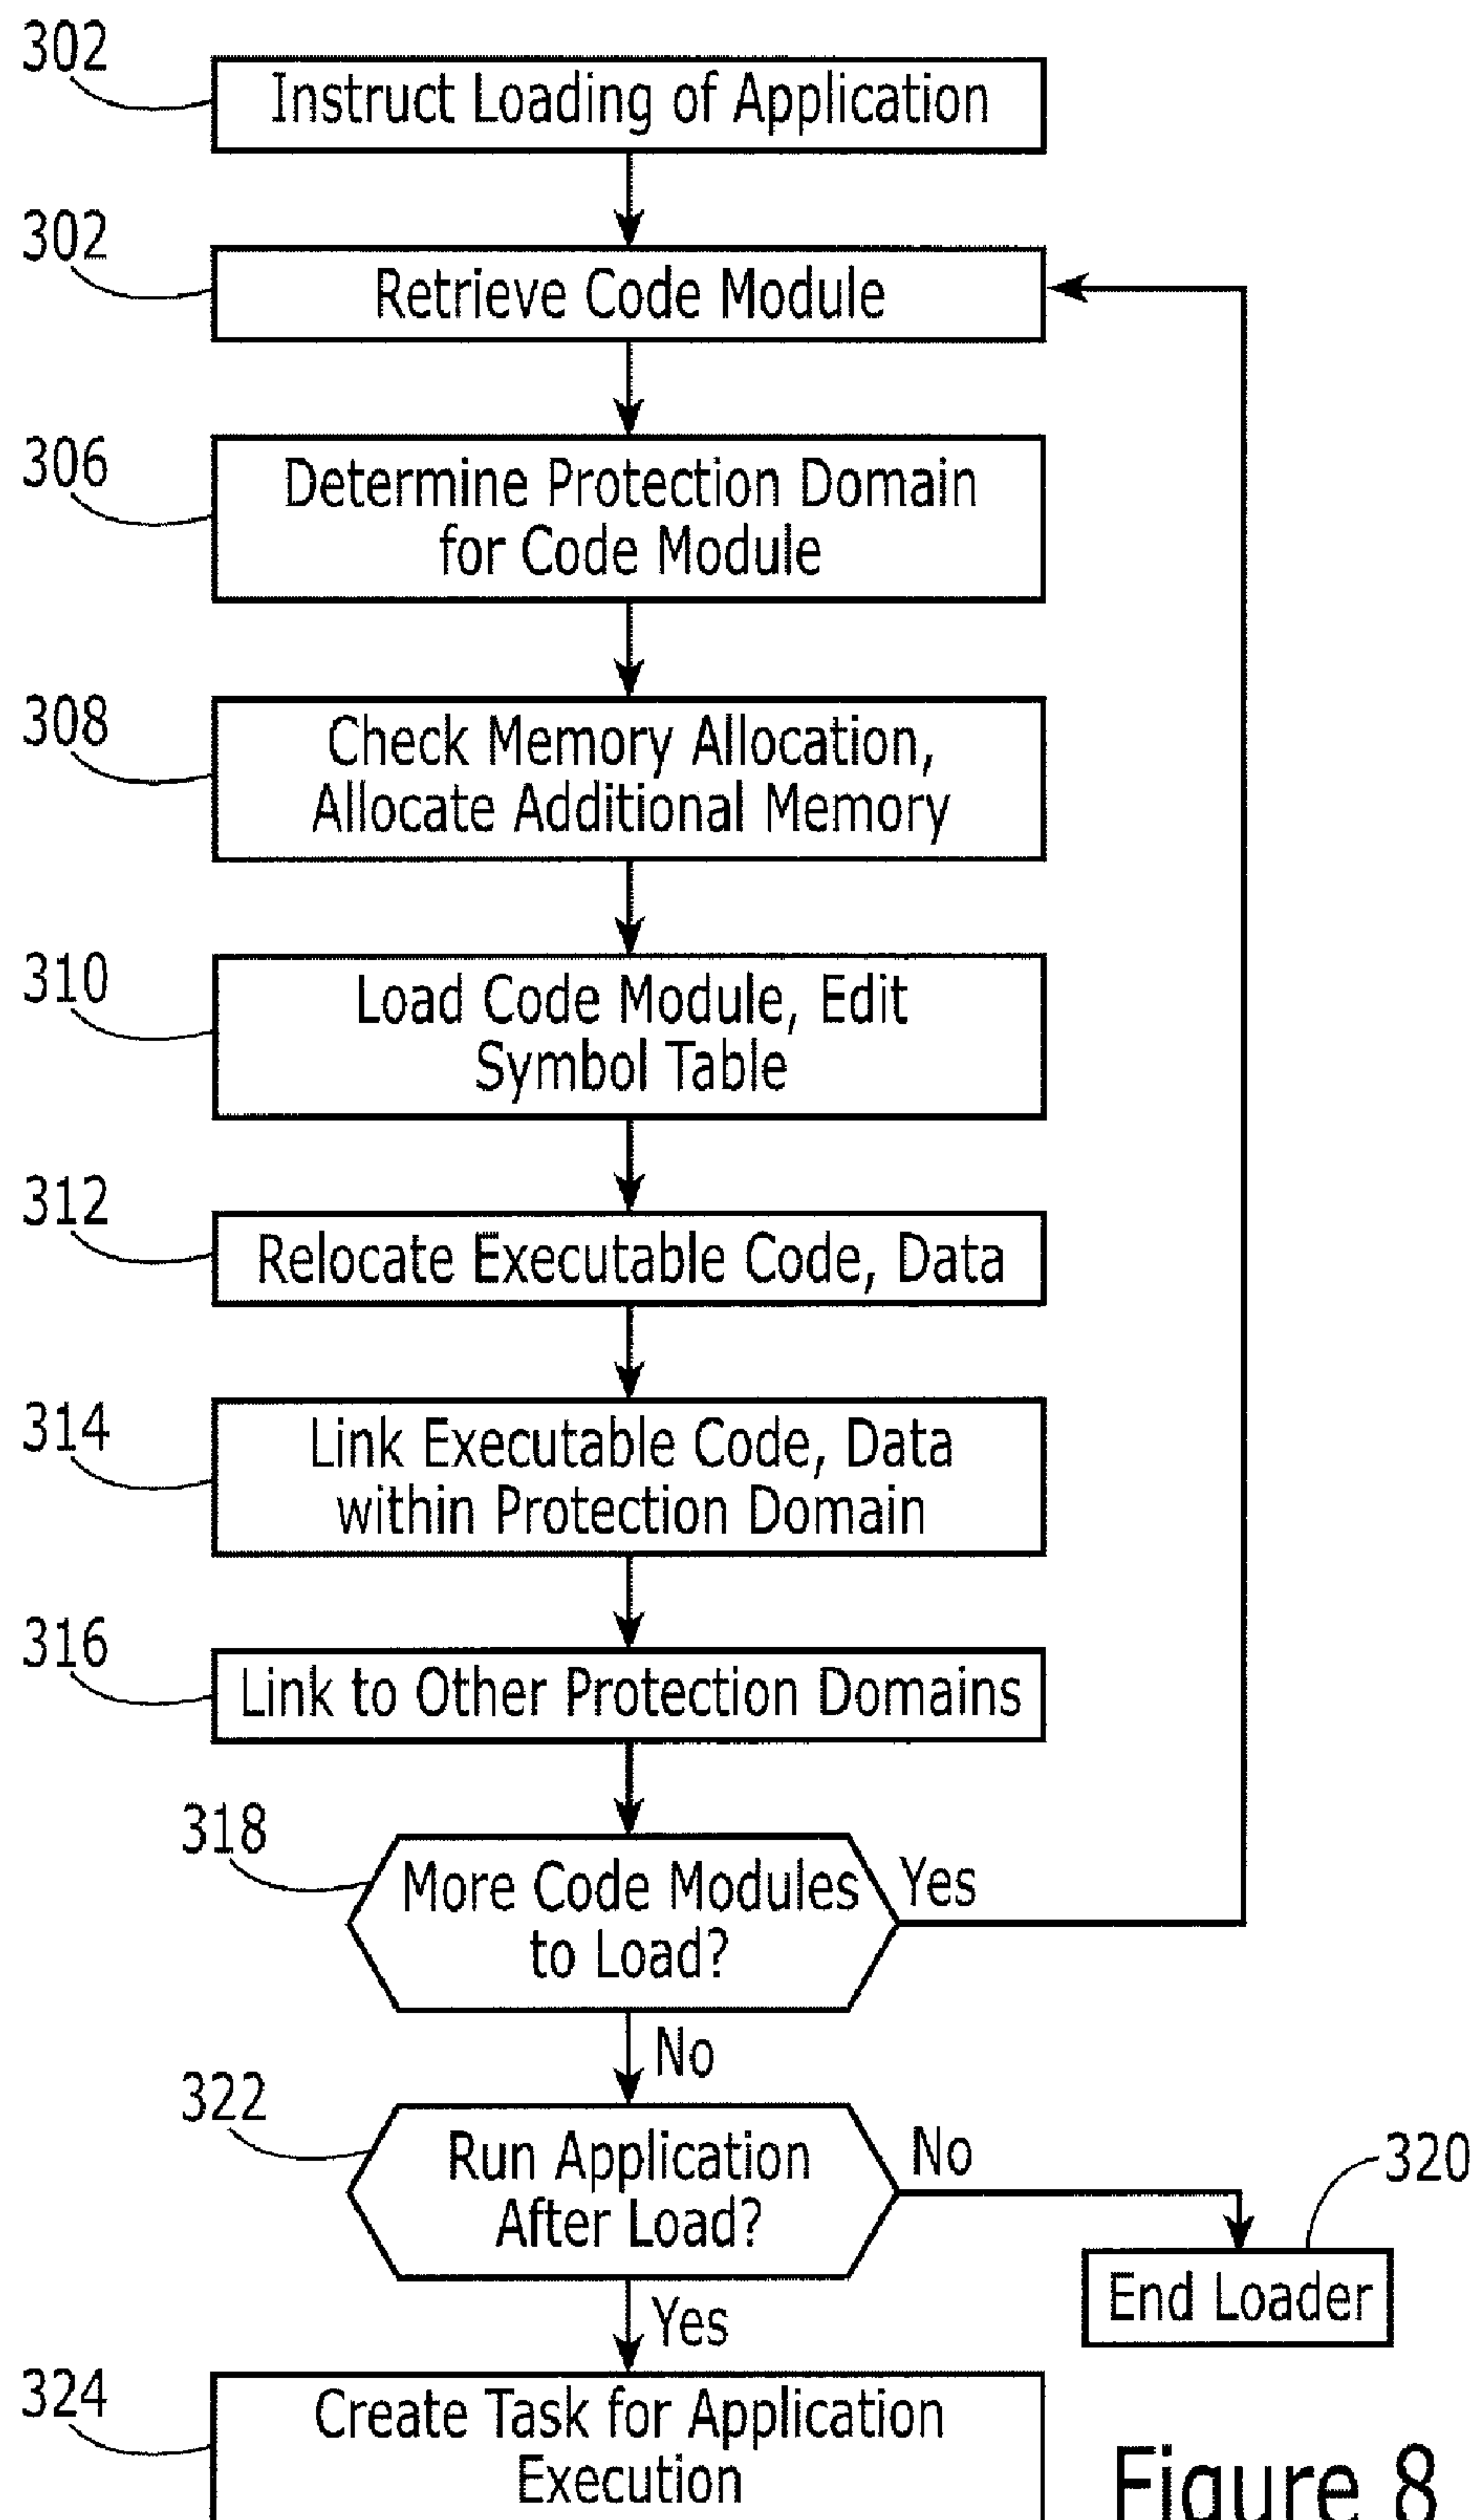 302
Instruct Loading of Application
302
Retrieve Code Module
306
Determine Protection Domain
for Code Module
308
Check Memory Allocation,
Allocate Additional Memory
310
Load Code Module, Edit
Symbol Table
312
Relocate Executable Code, Data
314
Link Executable Code, Data
within Protection Domain
316
Link to Other Protection Domains
318
More Code Modules
to Load?
Yes
No
322
Run Application
After Load?
No
320
End Loader
Yes
324
Create Task for Application
Execution
Figure 8